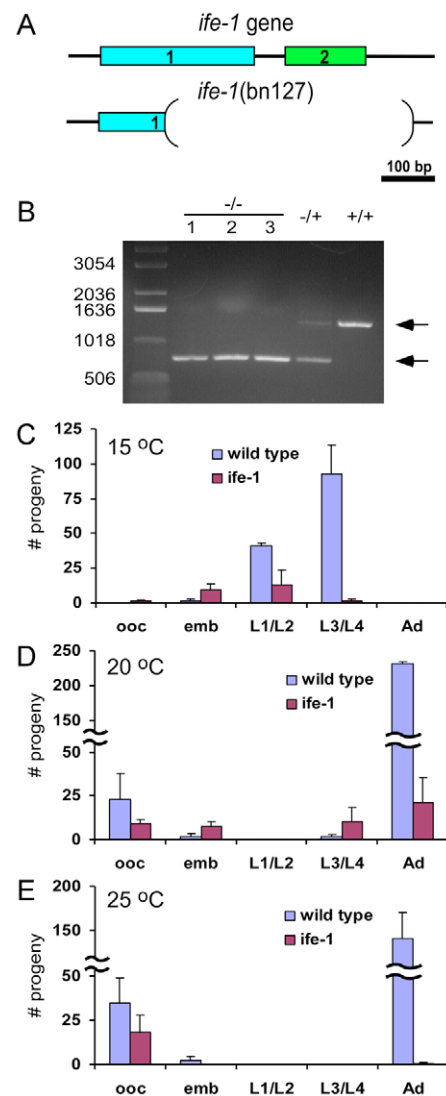 A
ife-1 gene
1
2
ife-1(bn127)
1
100 bp
B
-/-
-/+
+/+
1 2 3
3054
2036
1636
1018
506
C
15 ºC
wild type
ife-1
# progeny
125
100
75
50
25
0
ooc emb L1/L2 L3/L4 Ad
D
20 ºC
wild type
ife-1
# progeny
250
200
150
50
25
0
ooc emb L1/L2 L3/L4 Ad
E
25 ºC
wild type
ife-1
# progeny
200
150
100
50
25
0
ooc emb L1/L2 L3/L4 Ad